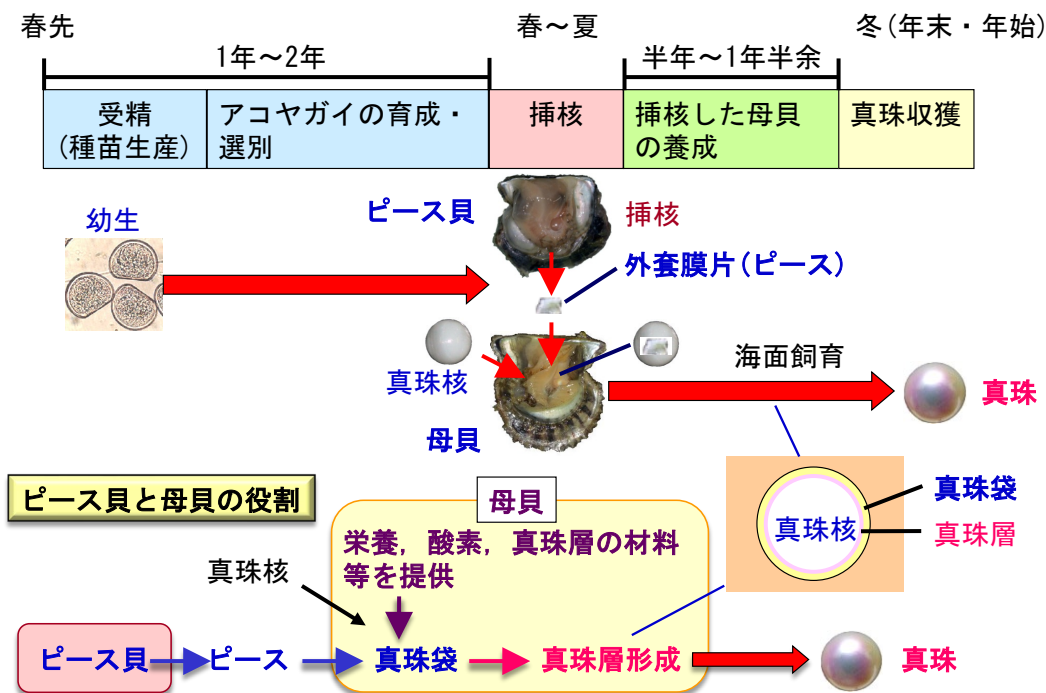 春先
春～夏
冬(年末・年始)
1年～2年
半年～1年半余
受精
(種苗生産)
アコヤガイの育成・
選別
挿核
挿核した母貝
の養成
真珠収獲
ピース貝
挿核
幼生
外套膜片(ピース)
真珠核
海面飼育
真珠
母貝
ピース貝と母貝の役割
母貝
真珠袋
真珠核
真珠層
栄養，酸素，真珠層の材料
等を提供
真珠核
ピース貝
ピース
真珠袋
真珠層形成
真珠